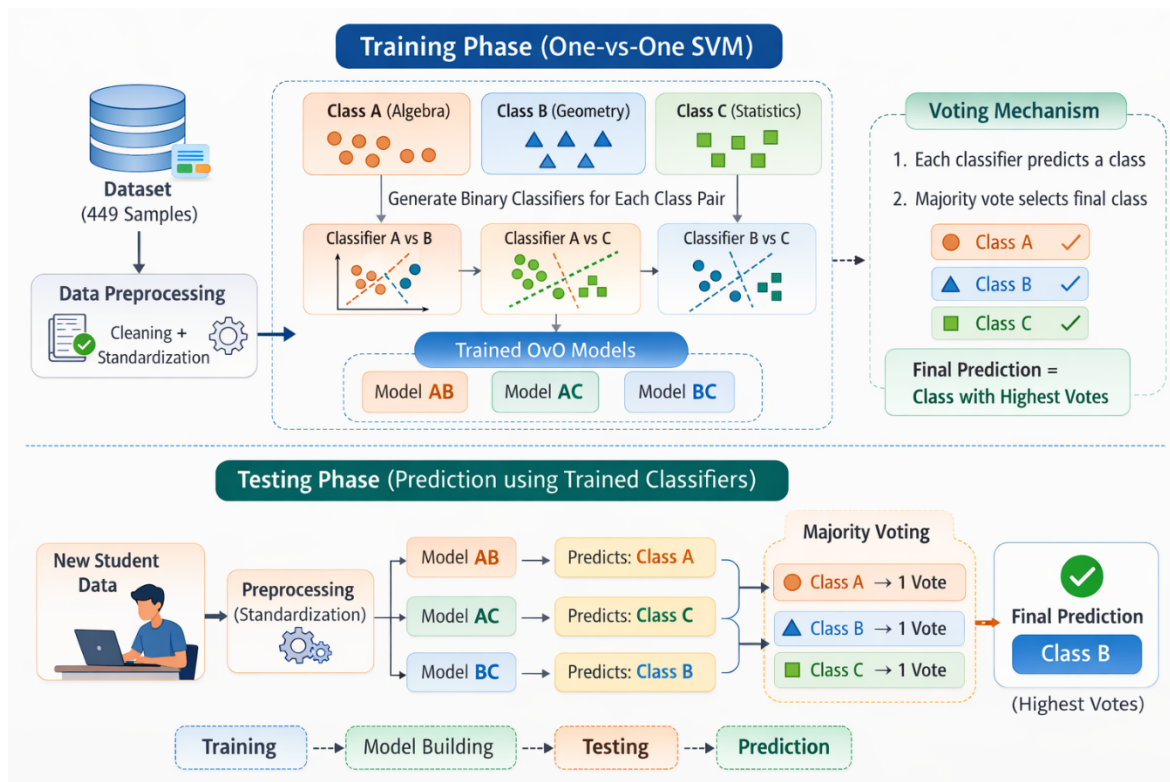 Training Phase (One-vs-One SVM)
Dataset
(449 Samples)
Data Preprocessing
Cleaning +
Standardization
Class A (Algebra)
Class B (Geometry)
Class C (Statistics)
Generate Binary Classifiers for Each Class Pair
Classifier A vs B
Classifier A vs C
Classifier B vs C
Trained OvO Models
Model AB
Model AC
Model BC
Voting Mechanism
1. Each classifier predicts a class
2. Majority vote selects final class
Class A ✓
Class B ✓
Class C ✓
Final Prediction =
Class with Highest Votes
Testing Phase (Prediction using Trained Classifiers)
New Student
Data
Preprocessing
(Standardization)
Model AB
Predicts: Class A
Model AC
Predicts: Class C
Model BC
Predicts: Class B
Majority Voting
Class A → 1 Vote
Class B → 1 Vote
Class C → 1 Vote
Final Prediction
Class B
(Highest Votes)
Training
Model Building
Testing
Prediction